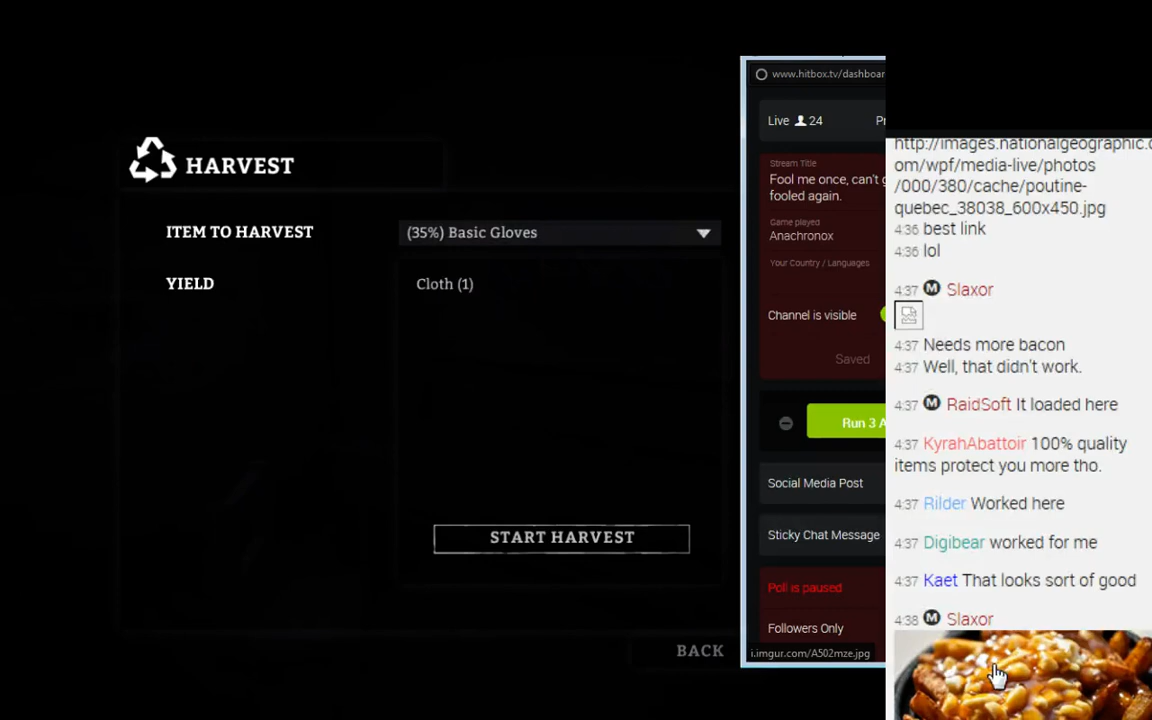 HARVEST
ITEM TO HARVEST
(35%) Basic Gloves
YIELD
Cloth (1)
START HARVEST
BACK
www.hitbox.tv/dashboar
Live 24
Stream Title
Fool me once, can't g
fooled again.
Game played
Anachronox
Your Country / Languages
Channel is visible
Saved
Run 3 A
Social Media Post
Sticky Chat Message
Poll is paused
Followers Only
i.imgur.com/A502mze.jpg
http://images.nationalgeographic.c
om/wpf/media-live/photos
/000/380/cache/poutine-
quebec_38038_600x450.jpg
4:36 best link
4:36 lol
4:37 M Slaxor
4:37 Needs more bacon
4:37 Well, that didn't work.
4:37 M RaidSoft It loaded here
4:37 KyrahAbattoir 100% quality
items protect you more tho.
4:37 Rilder Worked here
4:37 Digibear worked for me
4:37 Kaet That looks sort of good
4:38 M Slaxor